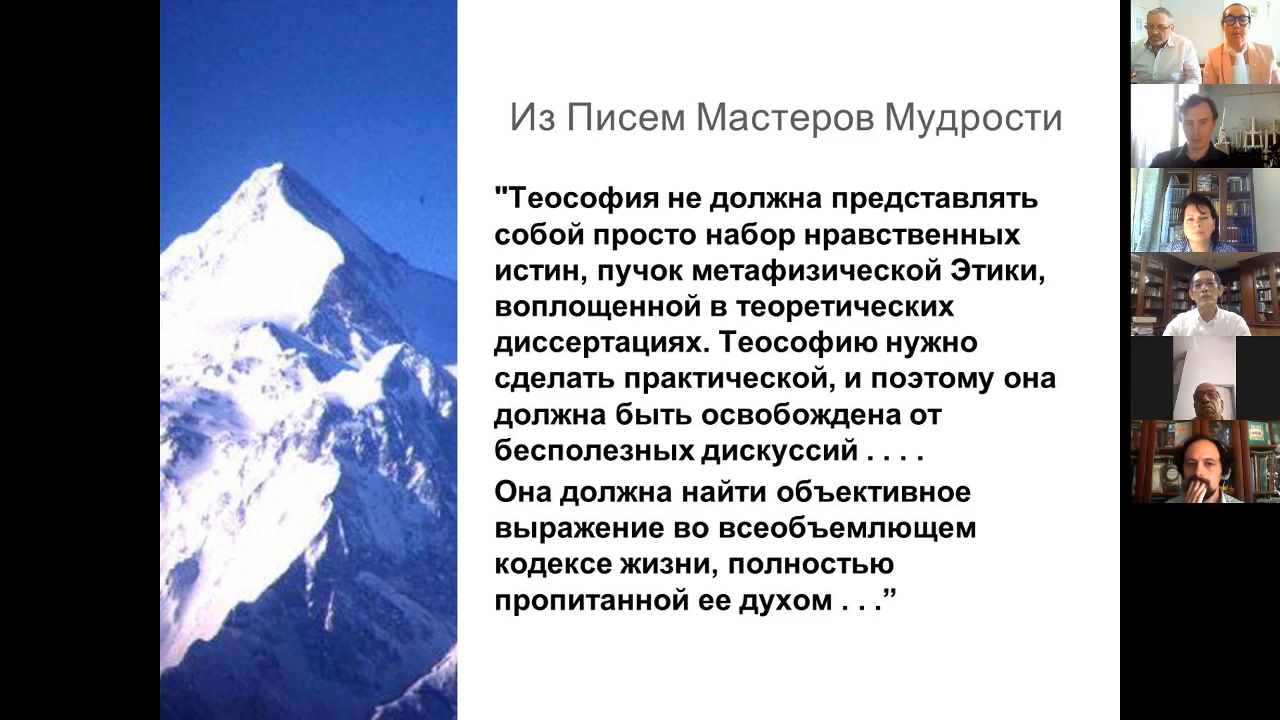 Из Писем Мастеров Мудрости
"Теософия не должна представлять
собой просто набор нравственных
истин, пучок метафизической Этики,
воплощенной в теоретических
диссертациях. Теософию нужно
сделать практической, и поэтому она
должна быть освобождена от
бесполезных дискуссий . . . .
Она должна найти объективное
выражение во всеобъемлющем
кодексе жизни, полностью
пропитанной ее духом . . .”